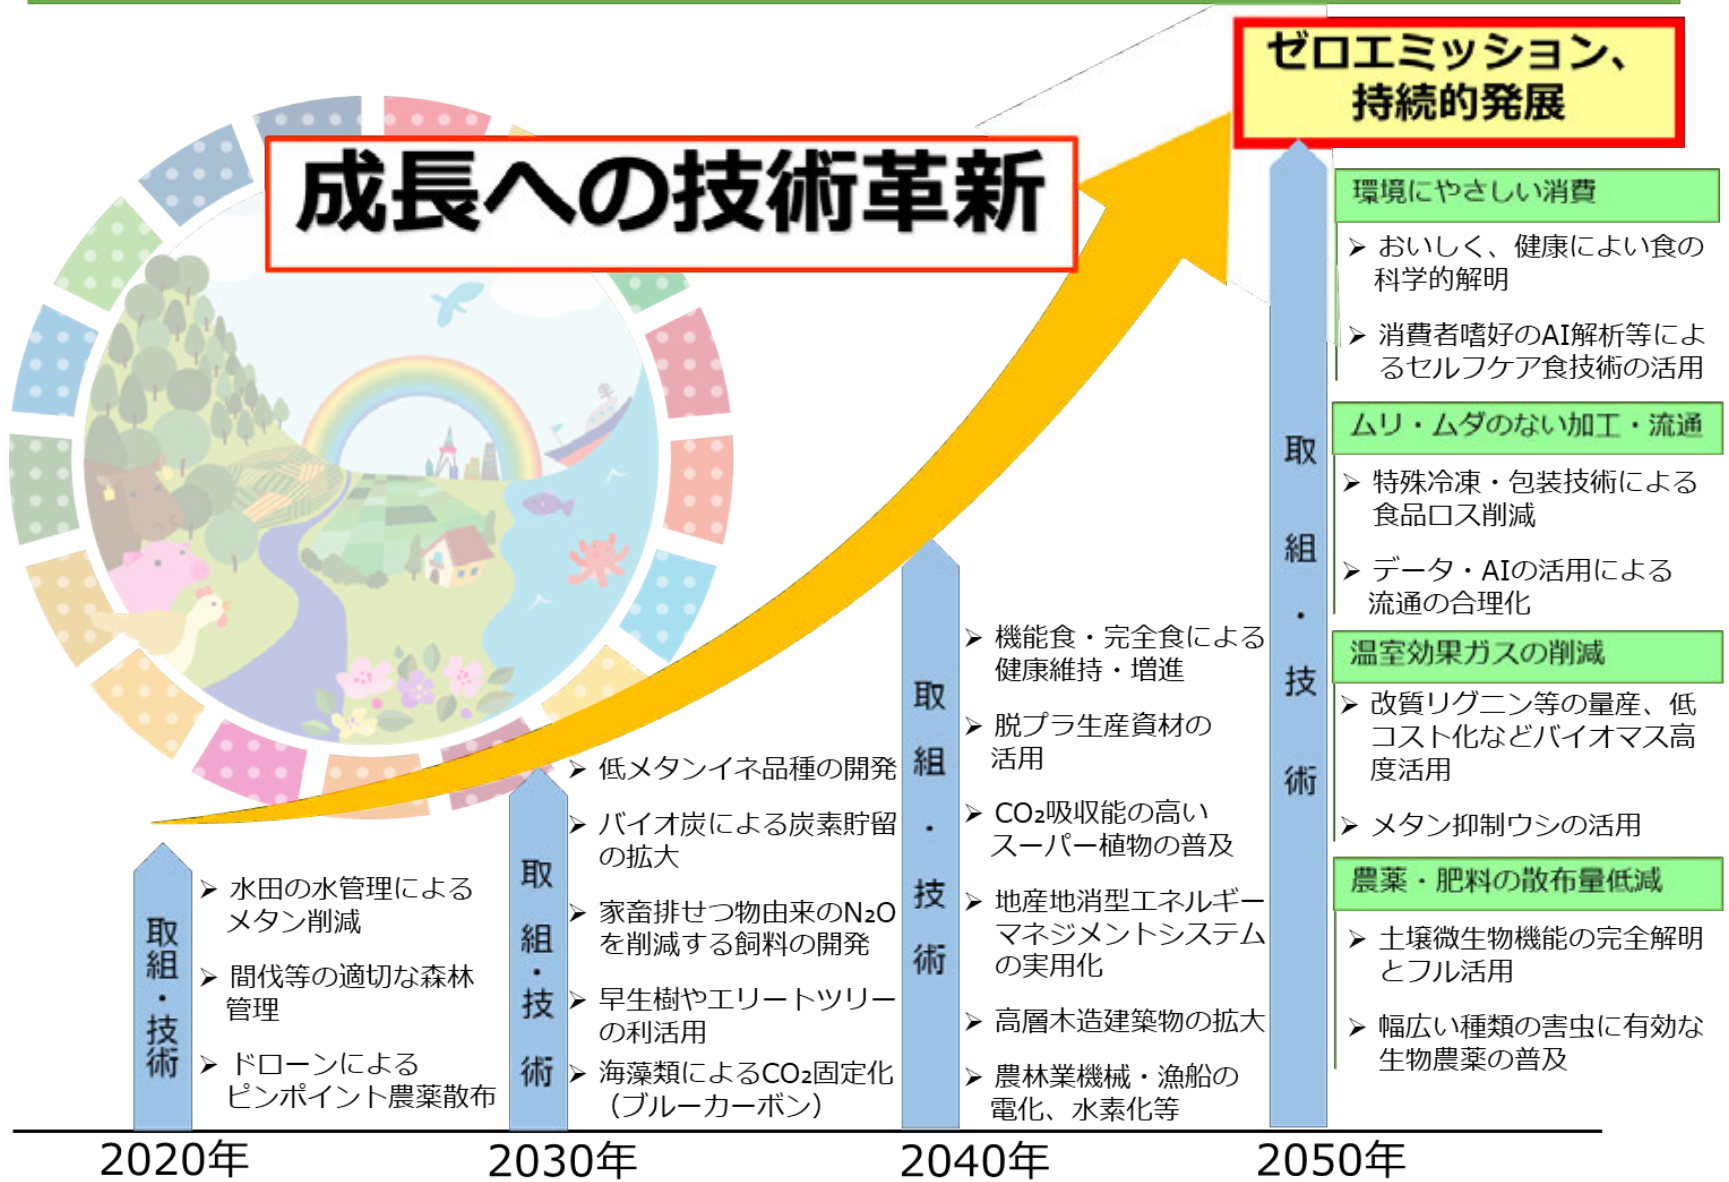 ゼロエミッション、
持続的発展
成長への技術革新
環境にやさしい消費
➢ おいしく、健康によい食の
科学的解明
➢ 消費者嗜好のAI解析等によ
るセルフケア食技術の活用
ムリ・ムダのない加工・流通
➢ 特殊冷凍・包装技術による
食品ロス削減
➢ データ・AIの活用による
流通の合理化
温室効果ガスの削減
➢ 改質リグニン等の量産、低
コスト化などバイオマス高
度活用
➢ メタン抑制ウシの活用
農薬・肥料の散布量低減
➢ 土壌微生物機能の完全解明
とフル活用
➢ 幅広い種類の害虫に有効な
生物農薬の普及
取組・技術
➢ 機能食・完全食による
健康維持・増進
➢ 脱プラ生産資材の
活用
➢ CO₂吸収能の高い
スーパー植物の普及
➢ 地産地消型エネルギー
マネジメントシステム
の実用化
➢ 高層木造建築物の拡大
➢ 農林業機械・漁船の
電化、水素化等
取組・技術
➢ 低メタンイネ品種の開発
➢ バイオ炭による炭素貯留
の拡大
➢ 家畜排せつ物由来のN₂O
を削減する飼料の開発
➢ 早生樹やエリートツリー
の利活用
➢ 海藻類によるCO₂固定化
（ブルーカーボン）
取組・技術
➢ 水田の水管理による
メタン削減
➢ 間伐等の適切な森林
管理
➢ ドローンによる
ピンポイント農薬散布
取組・技術
2020年
2030年
2040年
2050年